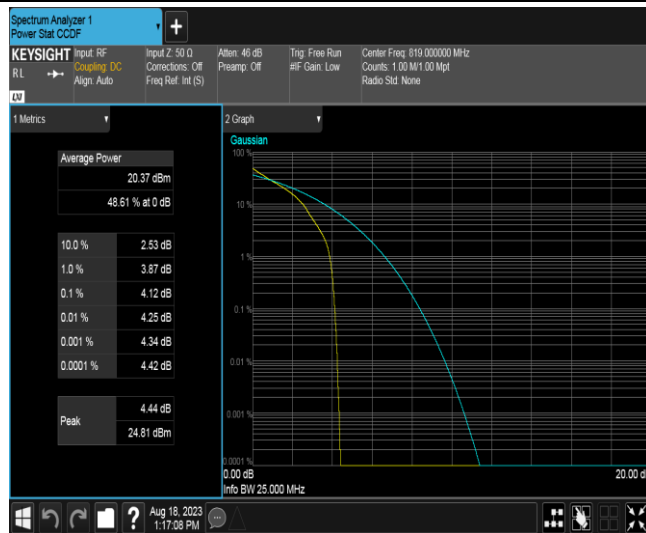 Spectrum Analyzer 1
Power Stat CCDF
+
KEYSIGHT
RL
Input: RF
Coupling: DC
Align: Auto
Input Z: 50 Ω
Corrections: Off
Freq Ref: Int (S)
Atten: 46 dB
Preamp: Off
Trig: Free Run
#IF Gain: Low
Center Freq: 819.000000 MHz
Counts: 1.00 M/1.00 Mpt
Radio Std: None
1 Metrics
Average Power
20.37 dBm
48.61 % at 0 dB
10.0 % 2.53 dB
1.0 % 3.87 dB
0.1 % 4.12 dB
0.01 % 4.25 dB
0.001 % 4.34 dB
0.0001 % 4.42 dB
Peak
4.44 dB
24.81 dBm
2 Graph
Gaussian
100 %
10 %
1 %
0.1 %
0.01 %
0.001 %
0.0001 %
0.00 dB
20.00 d
Info BW 25.000 MHz
?
Aug 18, 2023
1:17:08 PM